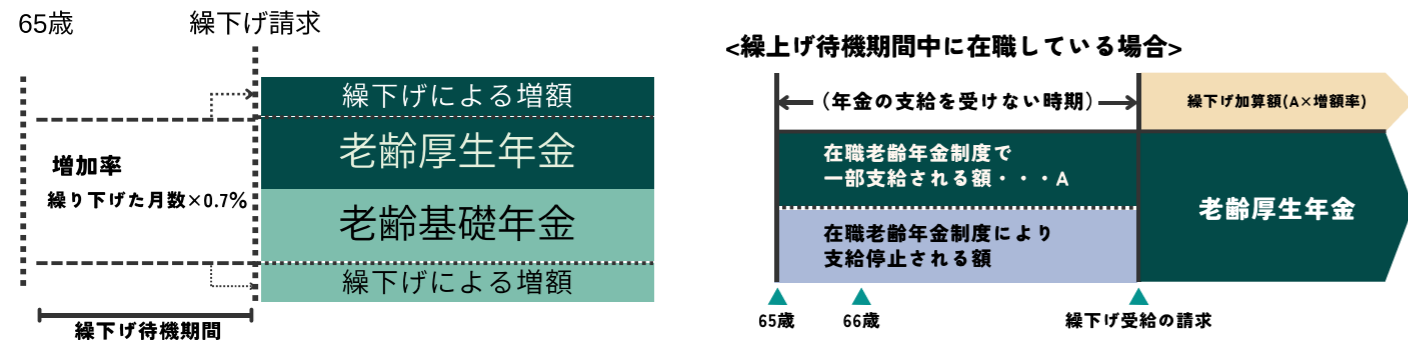 65歳
繰下げ請求
繰下げによる増額
老齢厚生年金
増加率
繰り下げた月数×0.7%
老齢基礎年金
繰下げによる増額
繰下げ待機期間
<繰上げ待機期間中に在職している場合>
(年金の支給を受けない時期)
繰下げ加算額(A×増額率)
在職老齢年金制度で
一部支給される額・・・A
老齢厚生年金
在職老齢年金制度により
支給停止される額
65歳
66歳
繰下げ受給の請求